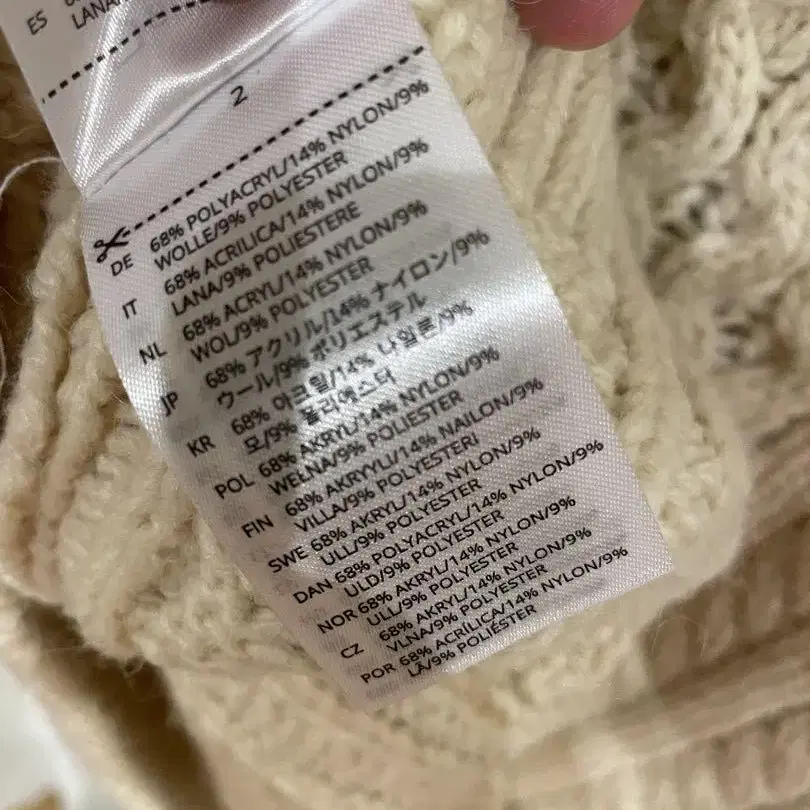 ES
LANA
2
DE 68% POLYACRYL/14% NYLON/9%
WOLLE/9% POLYESTER
IT 68% ACRILICA/14% NYLON/9%
LANA/9% POLIESTERE
NL 68% ACRYL/14% NYLON/9%
WOL/9% POLYESTER
JP 68% アクリル/14% ナイロン/9%
ウール/9% ポリエステル
KR 68% 아크릴/14% 나일론/9%
모/9% 폴리에스터
POL 68% AKRYL/14% NYLON/9%
WEŁNA/9% POLIESTER
FIN 68% AKRYYLI/14% NAILON/9%
VILLA/9% POLYESTERI
SWE 68% AKRYL/14% NYLON/9%
ULL/9% POLYESTER
DAN 68% POLYACRYL/14% NYLON/9%
ULD/9% POLYESTER
NOR 68% AKRYL/14% NYLON/9%
ULL/9% POLYESTER
CZ 68% AKRYL/14% NYLON/9%
VLNA/9% POLYESTER
POR 68% ACRÍLICA/14% NYLON/9%
LÃ/9% POLIÉSTER